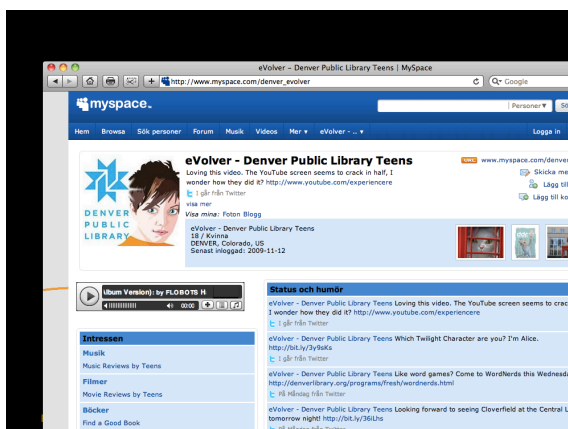 eVolver – Denver Public Library Teens | MySpace
http://www.myspace.com/denver_evolver
Google
myspace.
Personer
Hem Browsa Sök personer Forum Musik Videos Mer eVolver - .. Logga in
DENVER
PUBLIC
LIBRARY
eVolver - Denver Public Library Teens
Loving this video. The YouTube screen seems to crack in half, I
wonder how they did it? http://www.youtube.com/experiencere
I går från Twitter
visa mer
Visa mina: Foton Blogg
eVolver - Denver Public Library Teens
18 / Kvinna
DENVER, Colorado, US
Senast inloggad: 2009-11-12
URL: www.myspace.com/denve
Skicka me
Lägg till
Lägg till ko
Album Version): by FLOBOTS
00:00
Intressen
Musik
Music Reviews by Teens
Filmer
Movie Reviews by Teens
Böcker
Find a Good Book
Status och humör
eVolver - Denver Public Library Teens Loving this video. The YouTube screen seems to crac
I wonder how they did it? http://www.youtube.com/experiencere
I går från Twitter
eVolver - Denver Public Library Teens Which Twilight Character are you? I'm Alice.
http://bit.ly/3y9sKs
I går från Twitter
eVolver - Denver Public Library Teens Like word games? Come to WordNerds this Wednesda
http://denverlibrary.org/programs/fresh/wordnerds.html
På Måndag från Twitter
eVolver - Denver Public Library Teens Looking forward to seeing Cloverfield at the Central L
tomorrow night! http://bit.ly/36iLhs
På Måndag från Twitter